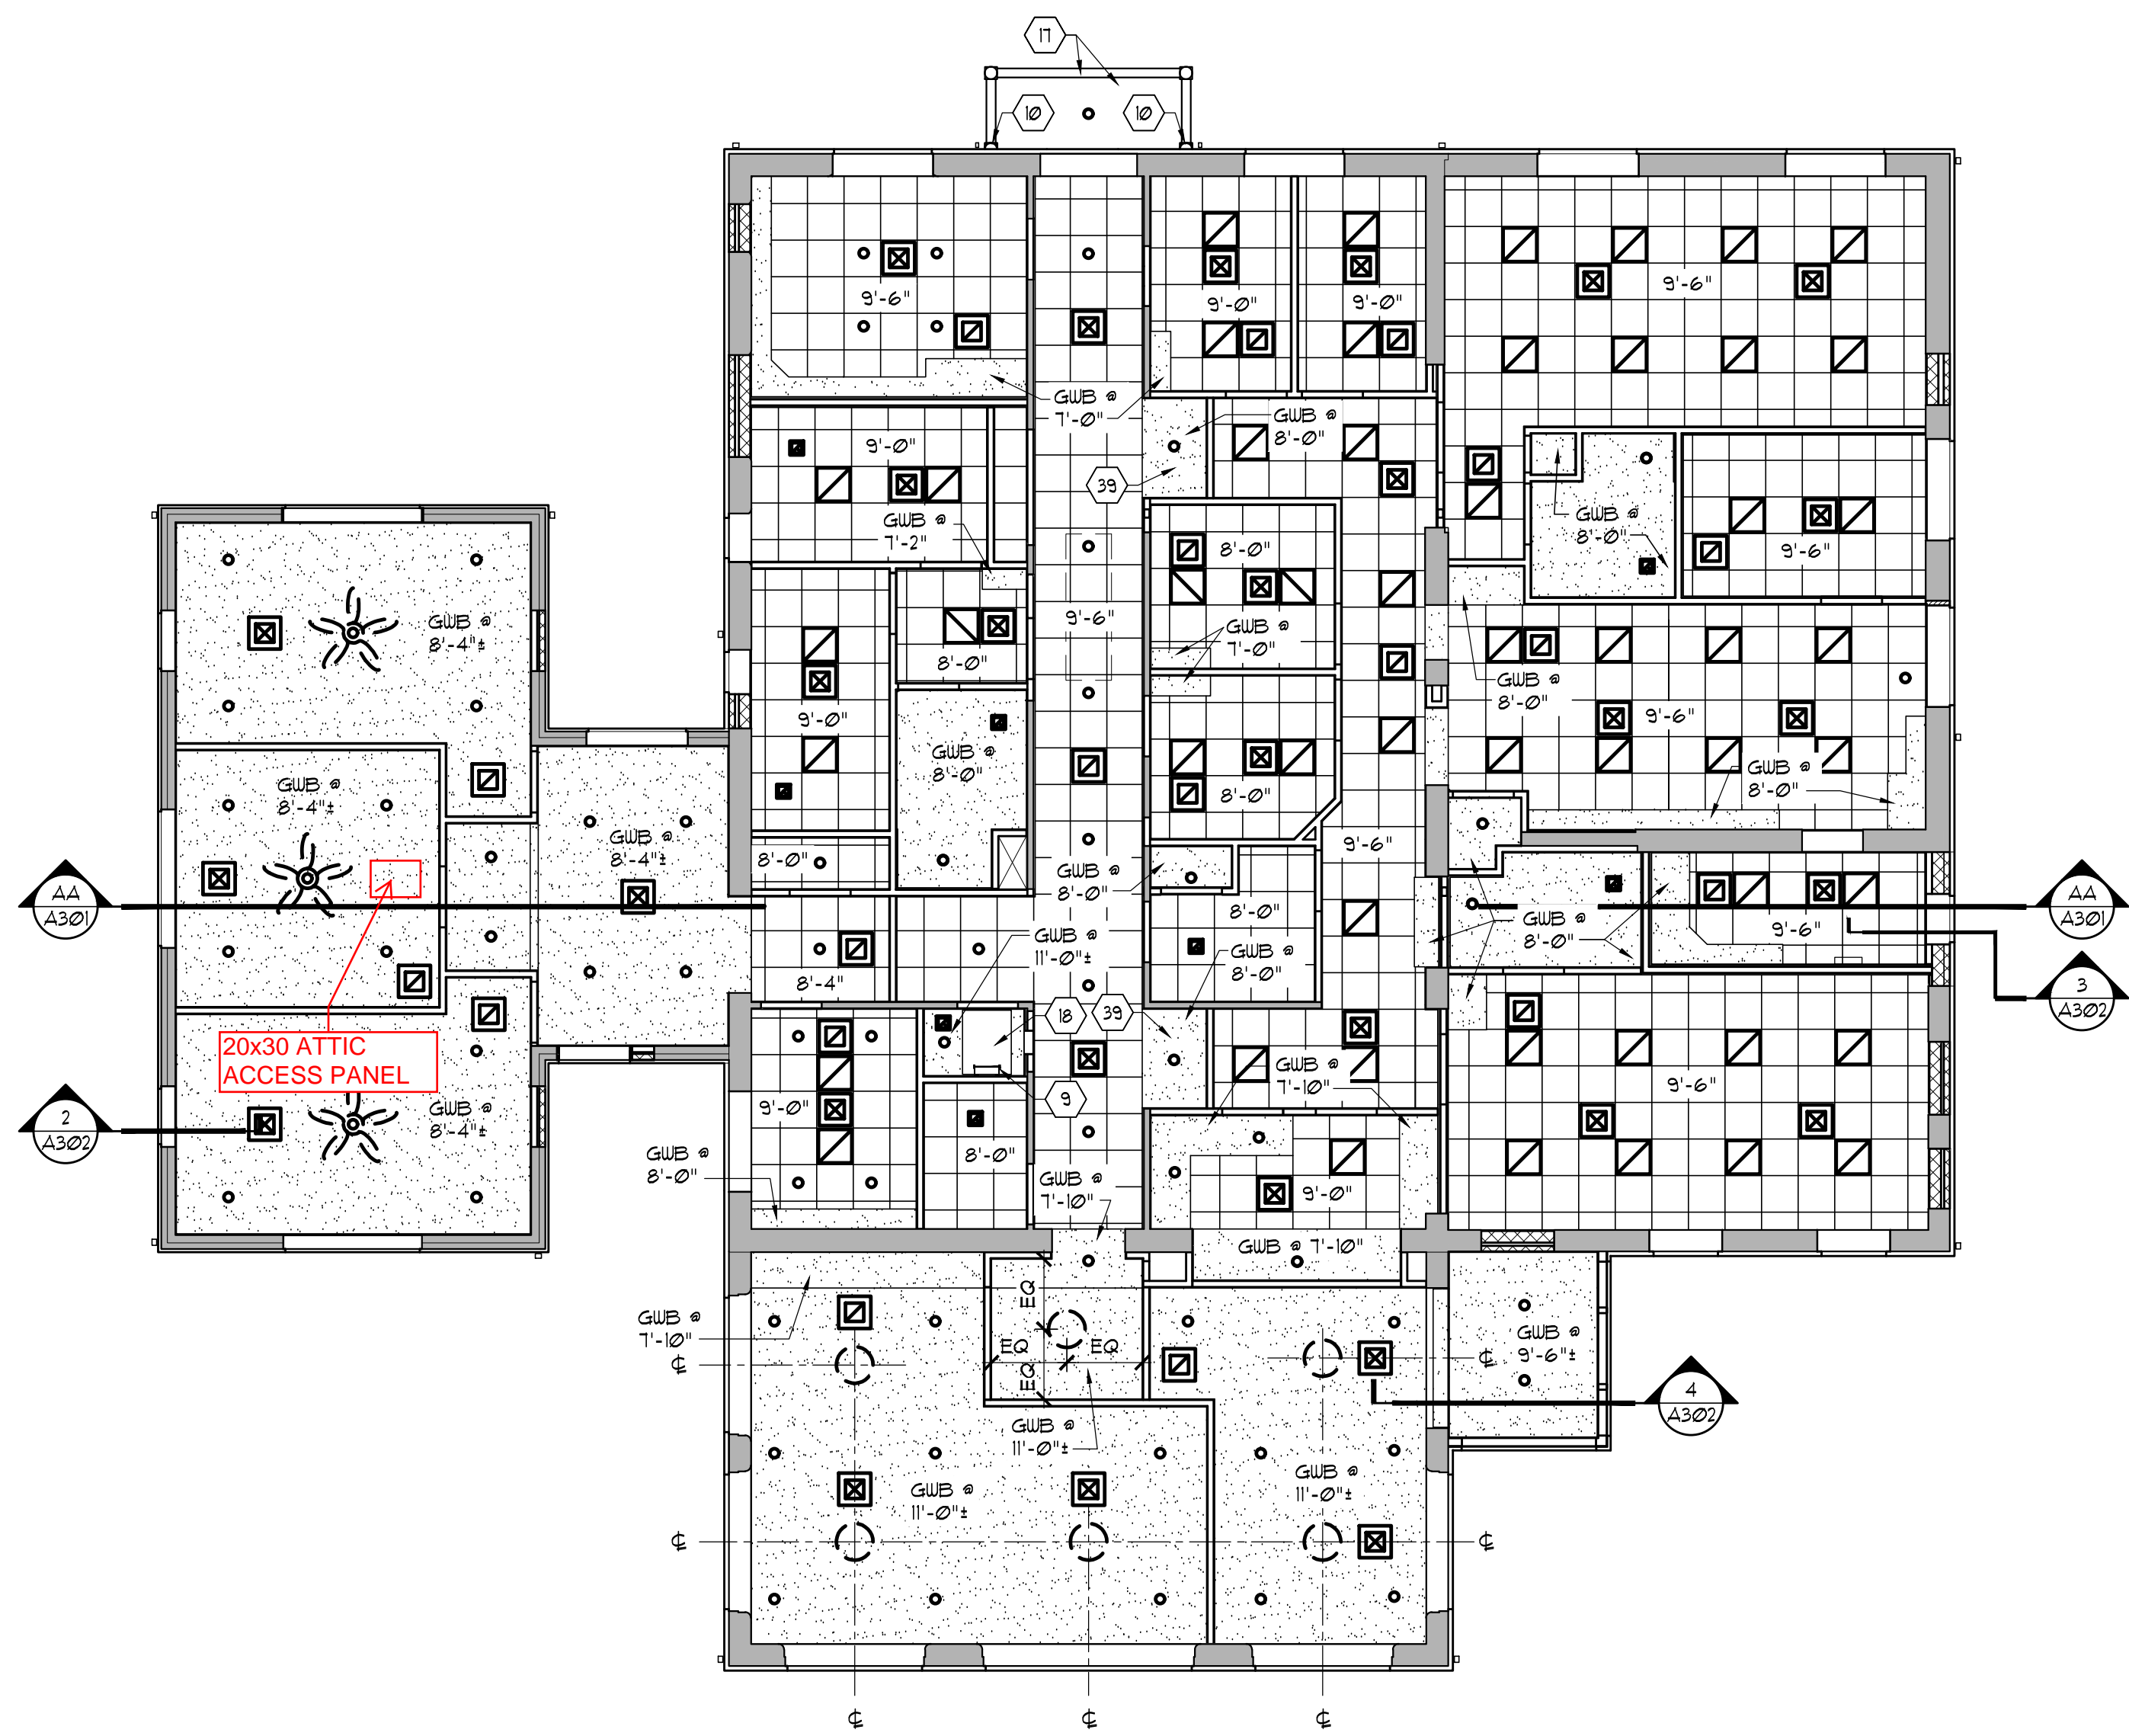 17
10
10
9'-6"
9'-0"
9'-0"
9'-6"
GWB @
7'-0"
GWB @
8'-0"
39
9'-0"
GWB @
7'-2"
GWB @
8'-0"
9'-6"
8'-0"
GWB @
8'-4"±
9'-6"
GWB @
7'-0"
8'-0"
9'-0"
GWB @
8'-0"
GWB @
8'-0"
9'-6"
GWB @
8'-4"±
GWB @
8'-0"
8'-0"
GWB @
8'-4"±
8'-0"
GWB @
8'-0"
9'-6"
AA
A301
AA
A301
8'-0"
GWB @
8'-0"
9'-6"
GWB @
11'-0"±
GWB @
8'-0"
8'-4"
3
A302
18
39
20x30 ATTIC
ACCESS PANEL
GWB @
7'-10"
9'-6"
9
9'-0"
GWB @
8'-4"±
2
A302
8'-0"
GWB @
8'-0"
GWB @
7'-10"
9'-0"
GWB @ 7'-10"
EQ
GWB @
7'-10"
EQ
EQ
EQ
GWB @
9'-6"±
4
A302
GWB @
11'-0"±
GWB @
11'-0"±
GWB @
11'-0"±